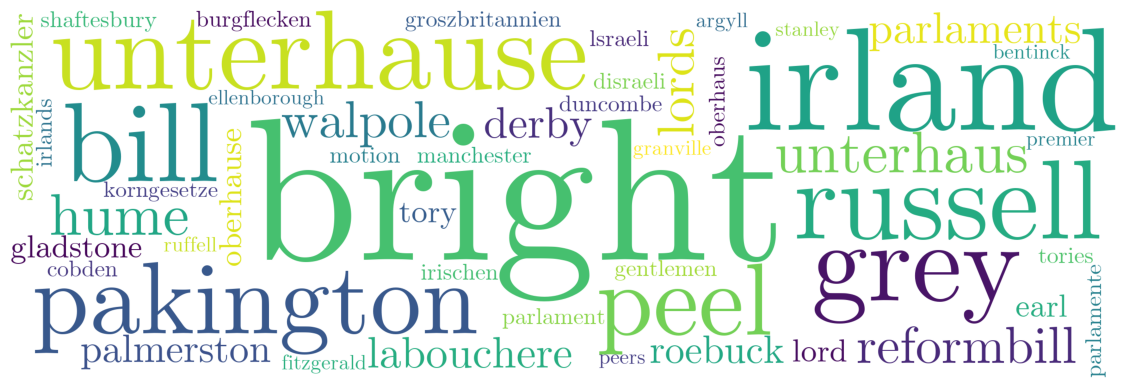 shaftesbury
burgflecken
groszbritannien
argyll
stanley
parlaments
schatzkanzler
unterhause
lsraeli
lords
irland
bentinck
disraeli
oberhaus
ellenborough
duncombe
bill
walpole
derby
irlands
oberhause
bright
motion
manchester
granville
unterhaus
premier
korngesetze
hume
tory
russell
gladstone
ruffell
grey
cobden
irischen
gentlemen
tories
pakington
peel
parlamente
parlament
earl
palmerston
fitzgerald
labouchere
peers
roebuck
lord
reformbill